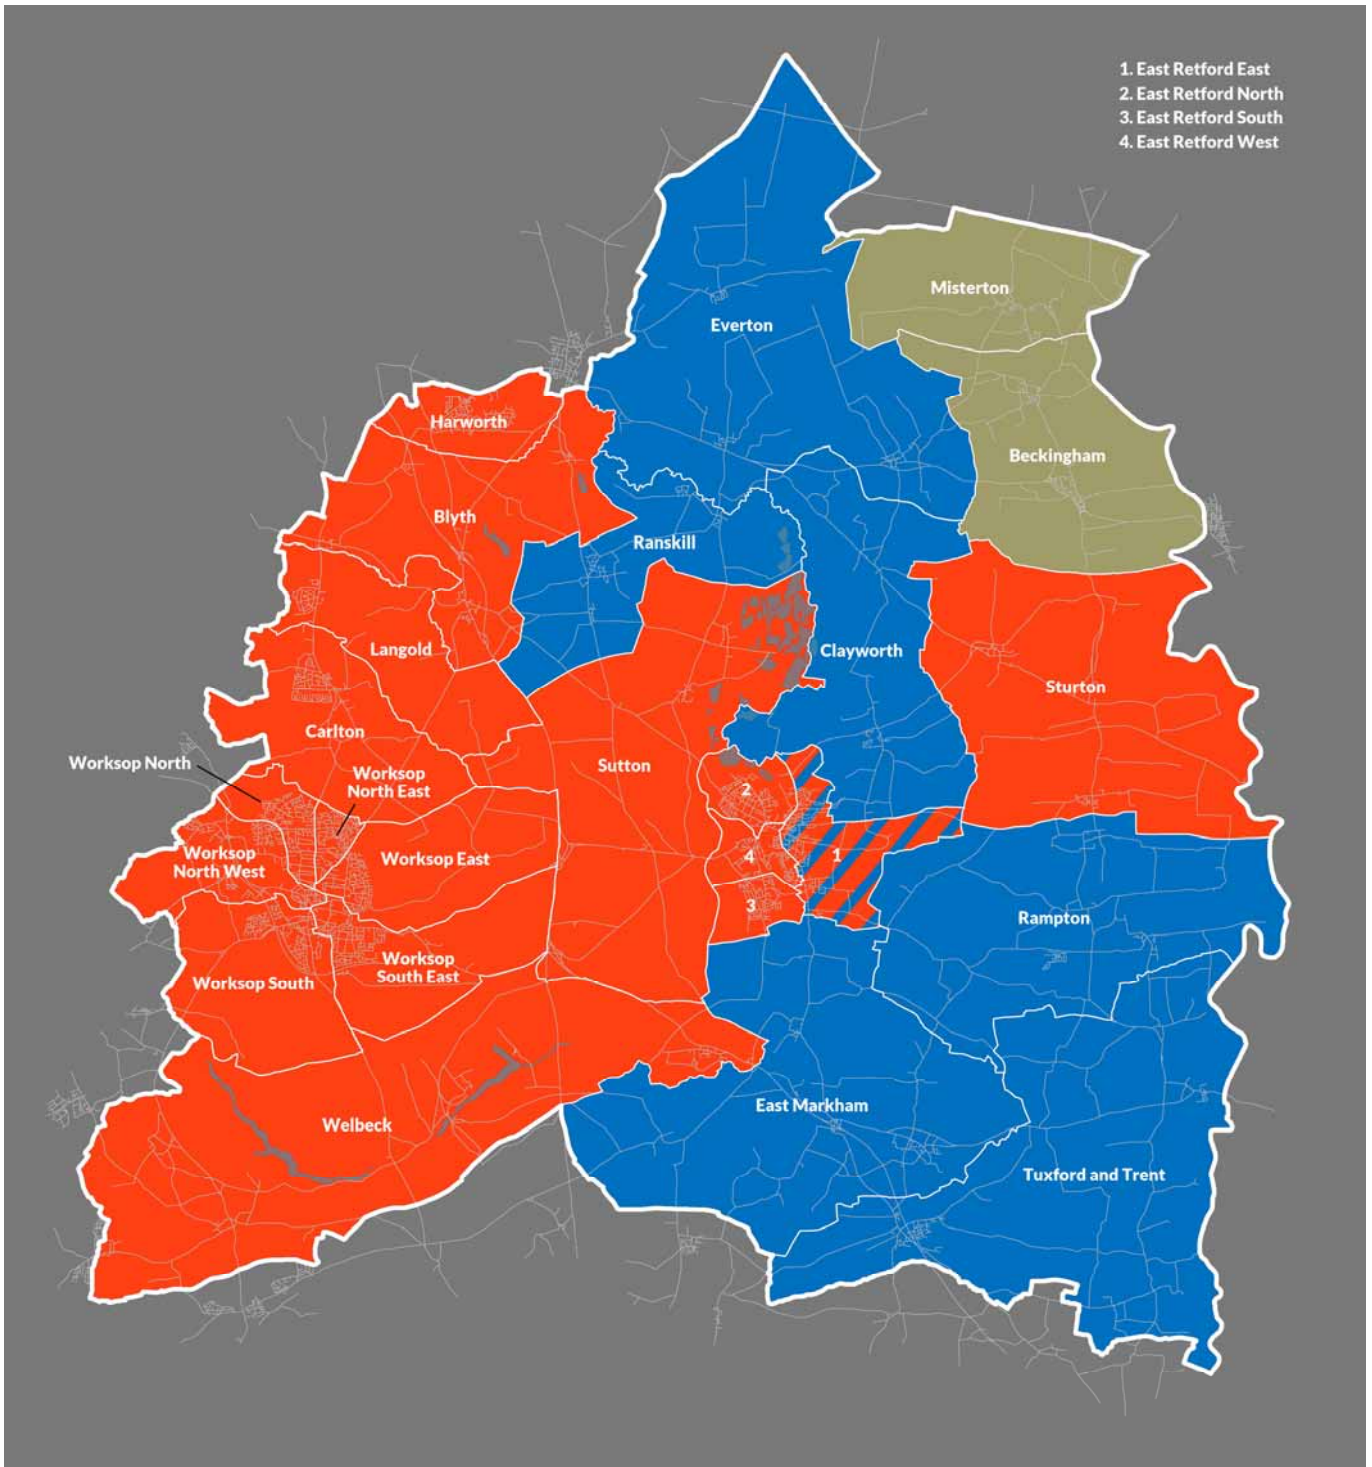 1. East Retford East
2. East Retford North
3. East Retford South
4. East Retford West
Misterton
Everton
Harworth
Beckingham
Blyth
Ranskill
Langold
Clayworth
Sturton
Carlton
Worksop North
Sutton
Worksop
North East
2
Worksop
North West
Worksop East
4
1
3
Rampton
Worksop
South East
Worksop South
East Markham
Welbeck
Tuxford and Trent